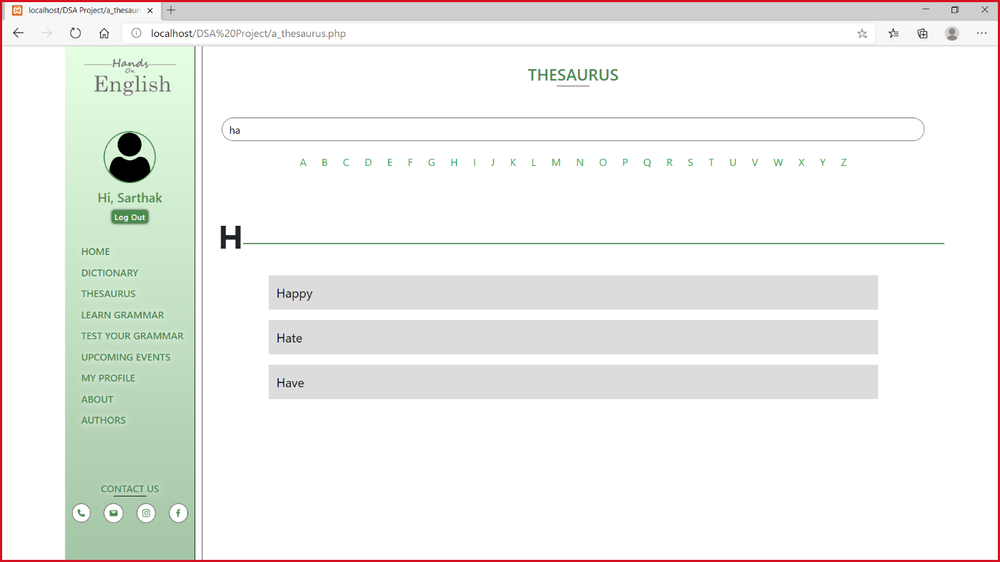 localhost/DSA Project/a_thesauru
localhost/DSA%20Project/a_thesaurus.php
Hands
On
English
Hi, Sarthak
Log Out
HOME
DICTIONARY
THESAURUS
LEARN GRAMMAR
TEST YOUR GRAMMAR
UPCOMING EVENTS
MY PROFILE
ABOUT
AUTHORS
CONTACT US
THESAURUS
ha
A B C D E F G H I J K L M N O P Q R S T U V W X Y Z
H
Happy
Hate
Have